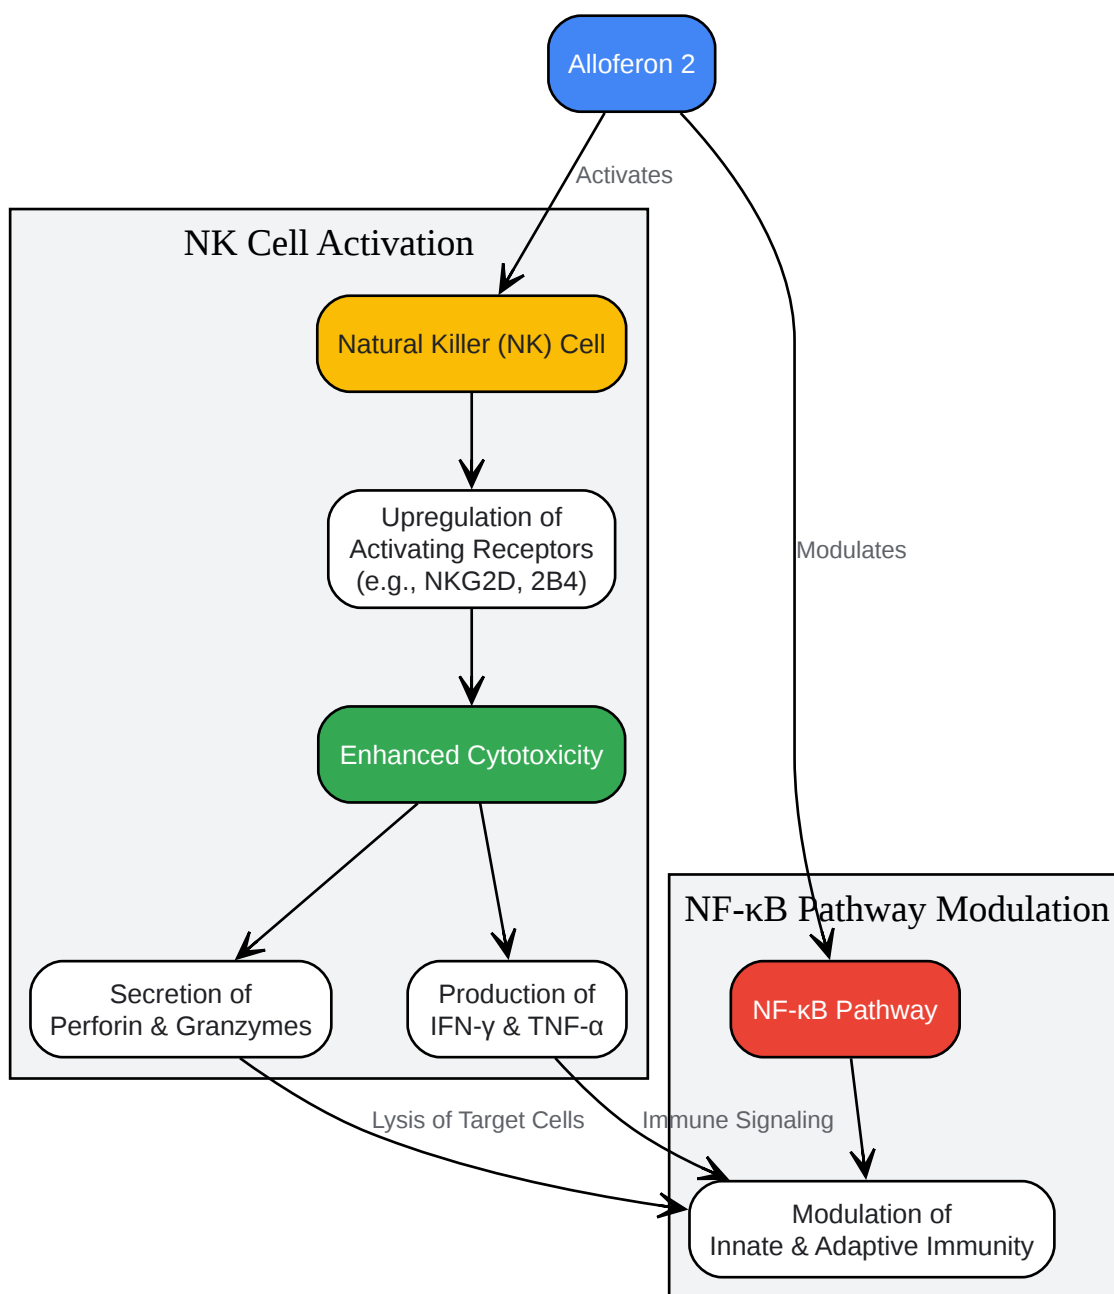 Alloferon 2
Activates
NK Cell Activation
Natural Killer (NK) Cell
Upregulation of
Activating Receptors
(e.g., NKG2D, 2B4)
Modulates
Enhanced Cytotoxicity
NF-κB Pathway Modulation
Secretion of
Perforin & Granzymes
Production of
IFN-γ & TNF-α
NF-κB Pathway
Lysis of Target Cells
Immune Signaling
Modulation of
Innate & Adaptive Immunity